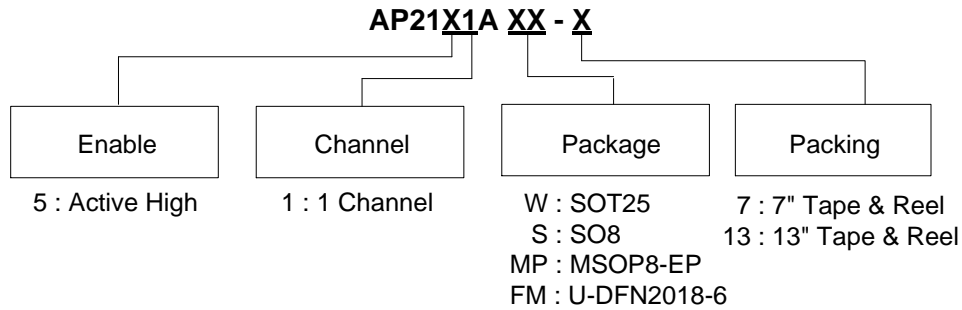 AP21X1A XX - X
Enable
Channel
Package
Packing
5 : Active High
1 : 1 Channel
W : SOT25
S : SO8
MP : MSOP8-EP
FM : U-DFN2018-6
7 : 7" Tape & Reel
13 : 13" Tape & Reel